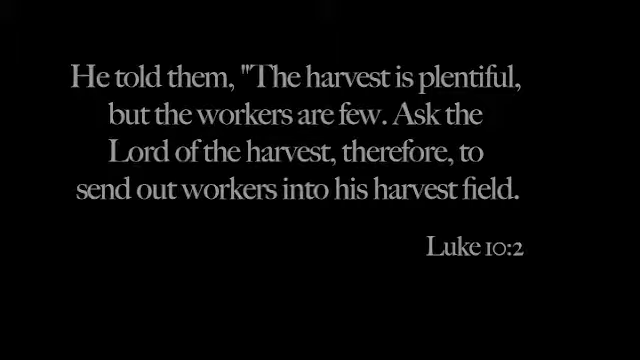 He told them, "The harvest is plentiful,
but the workers are few. Ask the
Lord of the harvest, therefore, to
send out workers into his harvest field.
Luke 10:2